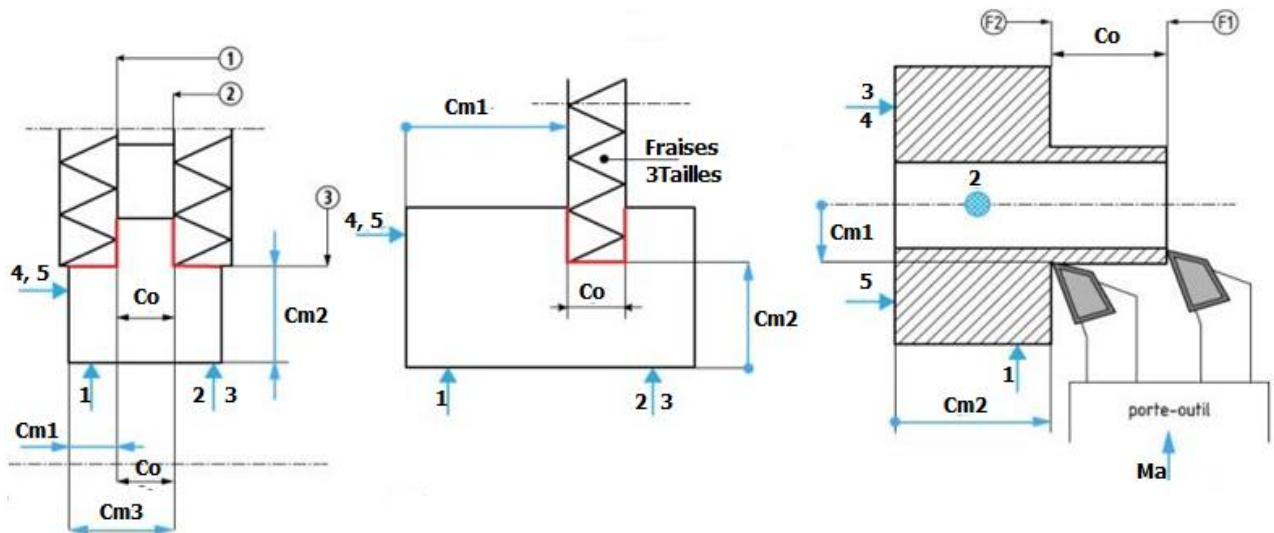 1
2
3
4, 5
Co
Cm2
1
2 3
Cm1
Co
Cm3
Cm1
Fraises
3Tailles
4, 5
Co
Cm2
1
2 3
F2
F1
Co
3
4
2
Cm1
5
1
Cm2
porte-outil
Ma